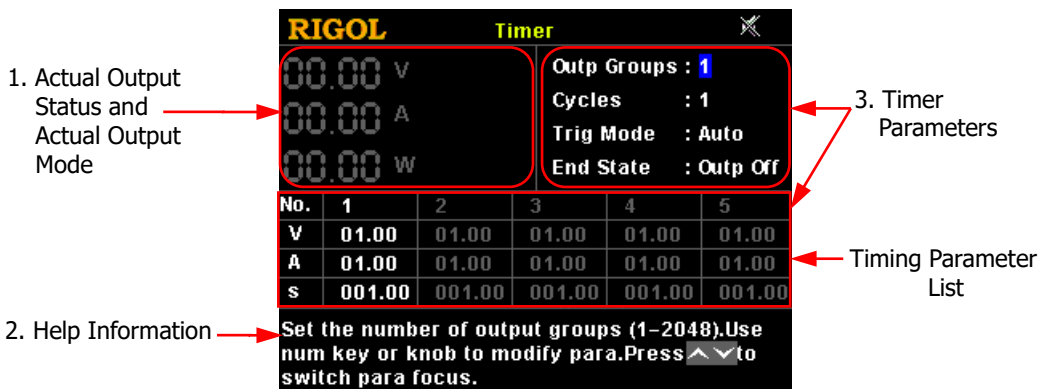 RIGOL Timer
1. Actual Output
Status and
Actual Output
Mode
00.00 V
00.00 A
00.00 W
Outp Groups : 1
Cycles : 1
Trig Mode : Auto
End State : Outp Off
3. Timer
Parameters
No. 1 2 3 4 5
V 01.00 01.00 01.00 01.00 01.00
A 01.00 01.00 01.00 01.00 01.00
s 001.00 001.00 001.00 001.00 001.00
Timing Parameter
List
2. Help Information
Set the number of output groups (1-2048).Use
num key or knob to modify para.Press to
switch para focus.